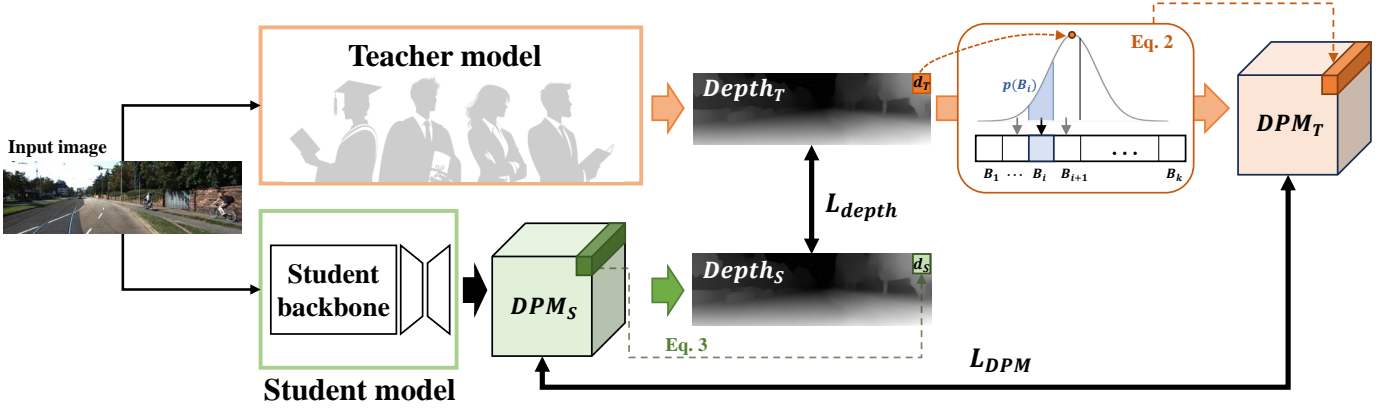 Teacher model
Input image
Depth_T
d_T
Eq. 2
p(B_i)
B_1 ... B_i B_{i+1} ... B_k
DPM_T
L_depth
Student
backbone
Student model
DPM_S
Depth_S
d_S
Eq. 3
L_DPM